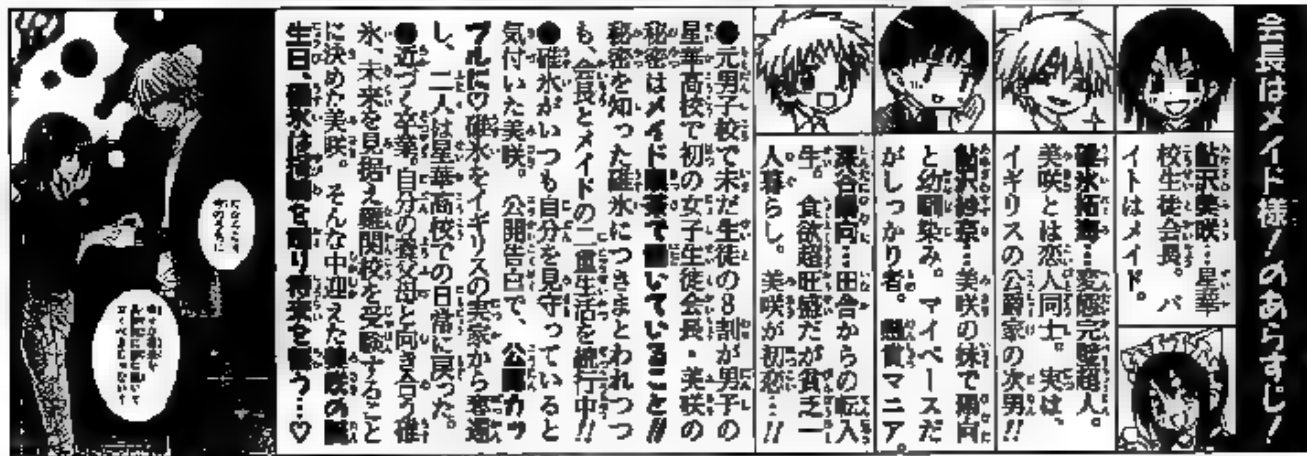 会長はメイド様！のあらすじ！
鮎沢美咲…星華
校生徒会長。バ
イトはメイド。
碓氷拓海…変態完璧超人。
美咲とは恋人同士。実は、
イギリスの公爵家の次男!!
鮎沢紗奈…美咲の妹で陽向
と幼馴染み。マイペースだ
がしっかり者。懸賞マニア。
深谷陽向…田舎からの転入
生。食欲超旺盛だが貧乏一
人暮らし。美咲が初恋…!!
●元男子校で未だ生徒の8割が男子の
星華高校で初の女子生徒会長・美咲の
秘密はメイド喫茶で働いていること!!
秘密を知った碓氷につきまとわれつつ
も、会長とメイドの二重生活を続行中!!
●碓氷がいつも自分を見守っていると
気付いた美咲。公開告白で、公認カッ
プルに♡碓氷をイギリスの実家から奪還
し、二人は星華高校での日常に戻った。
●近づく卒業。自分の養父母と向き合う碓
氷、未来を見据え難関校を受験すること
に決めた美咲。そんな中迎えた美咲の誕
生日、碓氷は指輪を贈り将来を誓う…♡